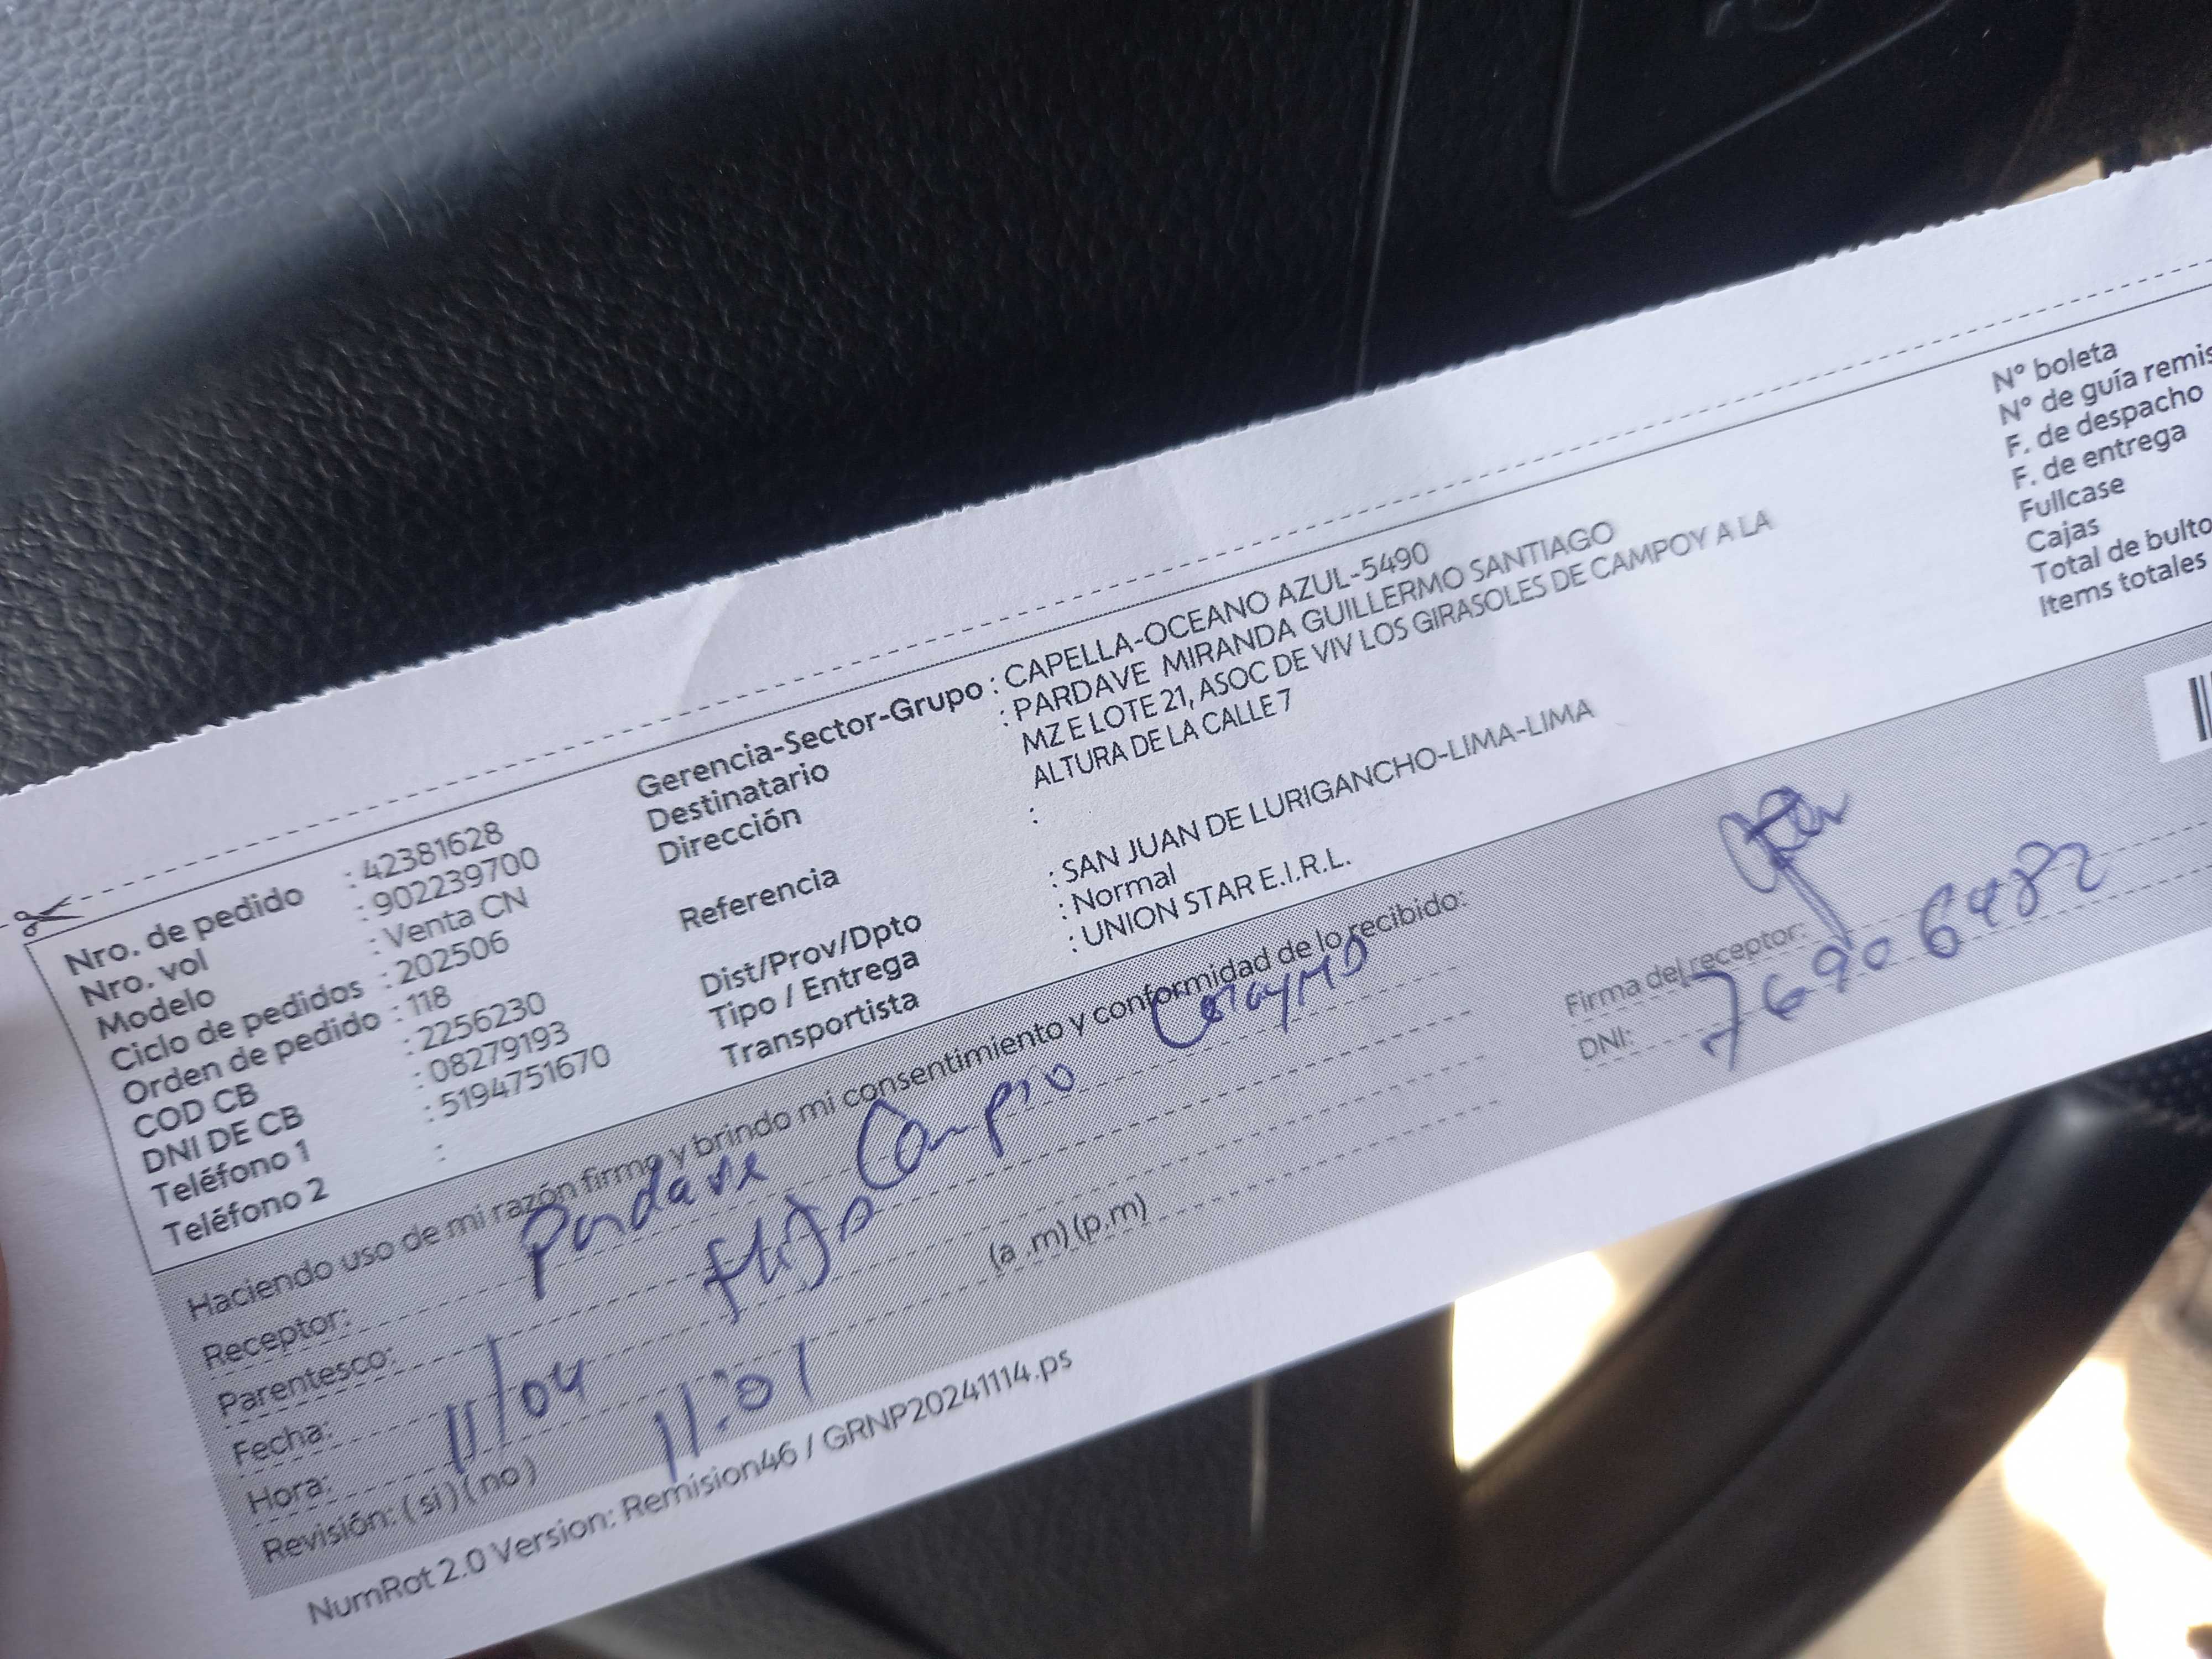 Nro. de pedido : 42381628
Nro. vol : 902239700
Modelo : Venta CN
Ciclo de pedidos : 202506
Orden de pedido : 118
COD CB : 2256230
DNI DE CB : 08279193
Teléfono 1 : 5194751670
Teléfono 2 :
Gerencia-Sector-Grupo : CAPELLA-OCEANO AZUL-5490
Destinatario : PARDAVE MIRANDA GUILLERMO SANTIAGO
Dirección MZ E LOTE 21, ASOC DE VIV LOS GIRASOLES DE CAMPOY A LA
ALTURA DE LA CALLE 7
Referencia :
Dist/Prov/Dpto : SAN JUAN DE LURIGANCHO-LIMA-LIMA
Tipo / Entrega : Normal
Transportista : UNION STAR E.I.R.L.
N° boleta
N° de guía remis
F. de despacho
F. de entrega
Fullcase
Cajas
Total de bulto
Items totales
Haciendo uso de mi razón firmo y brindo mi consentimiento y conformidad de lo recibido:
Receptor: Pardave
Parentesco:
Fecha: 11/04
Hora: 11:01 (a .m) (p.m)
Revisión: ( si ) ( no )
Firma del receptor:
DNI: 76906482
NumRot 2.0 Version: Remision46 / GRNP20241114.ps